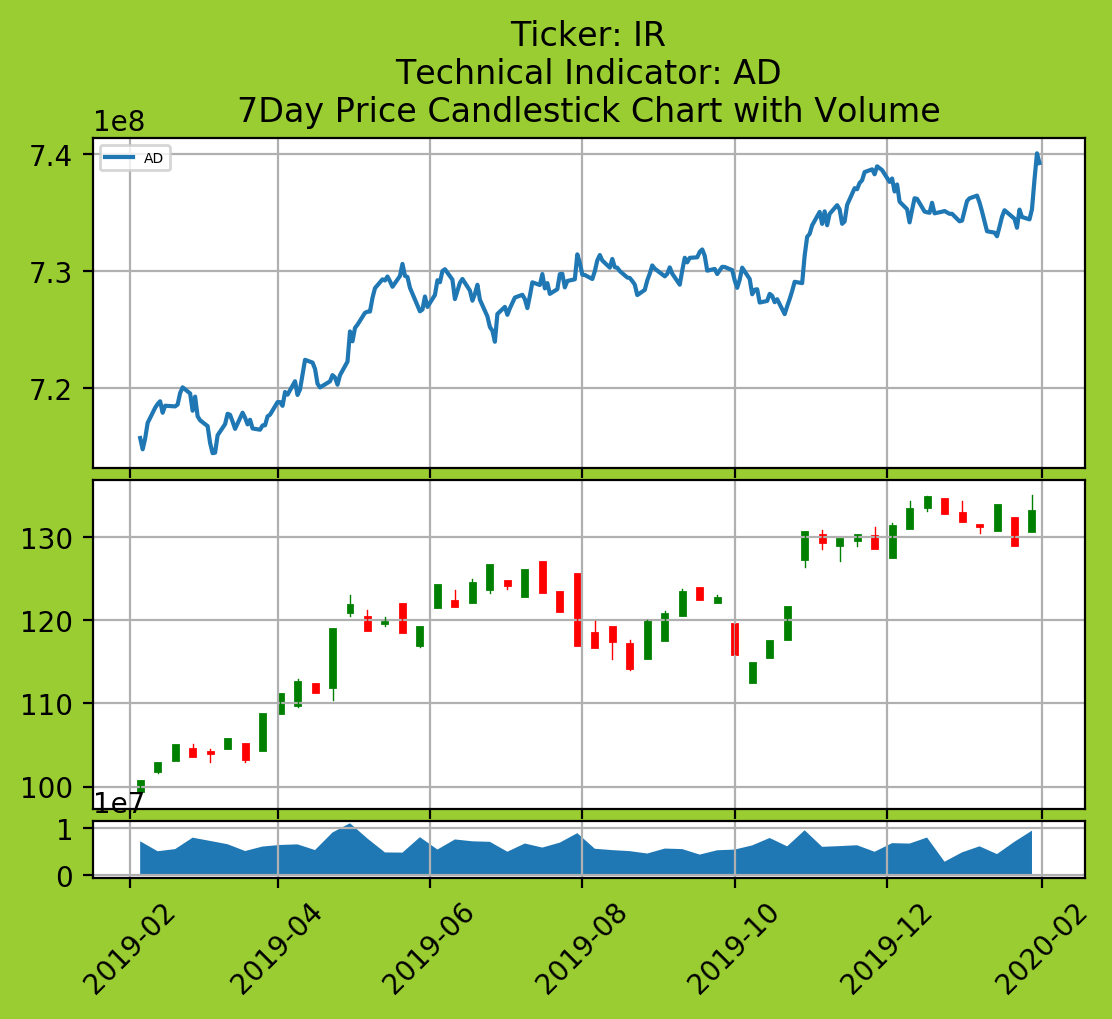 Ticker: IR
Technical Indicator: AD
7Day Price Candlestick Chart with Volume
1e8
7.4
AD
7.3
7.2
130
120
110
100
1e7
1
0
2019-02
2019-04
2019-06
2019-08
2019-10
2019-12
2020-02